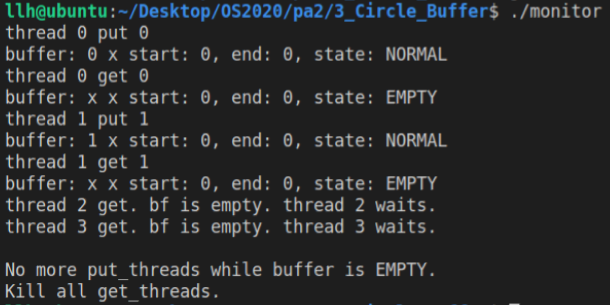 llh@ubuntu:~/Desktop/OS2020/pa2/3_Circle_Buffer$ ./monitor
thread 0 put 0
buffer: 0 x start: 0, end: 0, state: NORMAL
thread 0 get 0
buffer: x x start: 0, end: 0, state: EMPTY
thread 1 put 1
buffer: 1 x start: 0, end: 0, state: NORMAL
thread 1 get 1
buffer: x x start: 0, end: 0, state: EMPTY
thread 2 get. bf is empty. thread 2 waits.
thread 3 get. bf is empty. thread 3 waits.
No more put_threads while buffer is EMPTY.
Kill all get_threads.